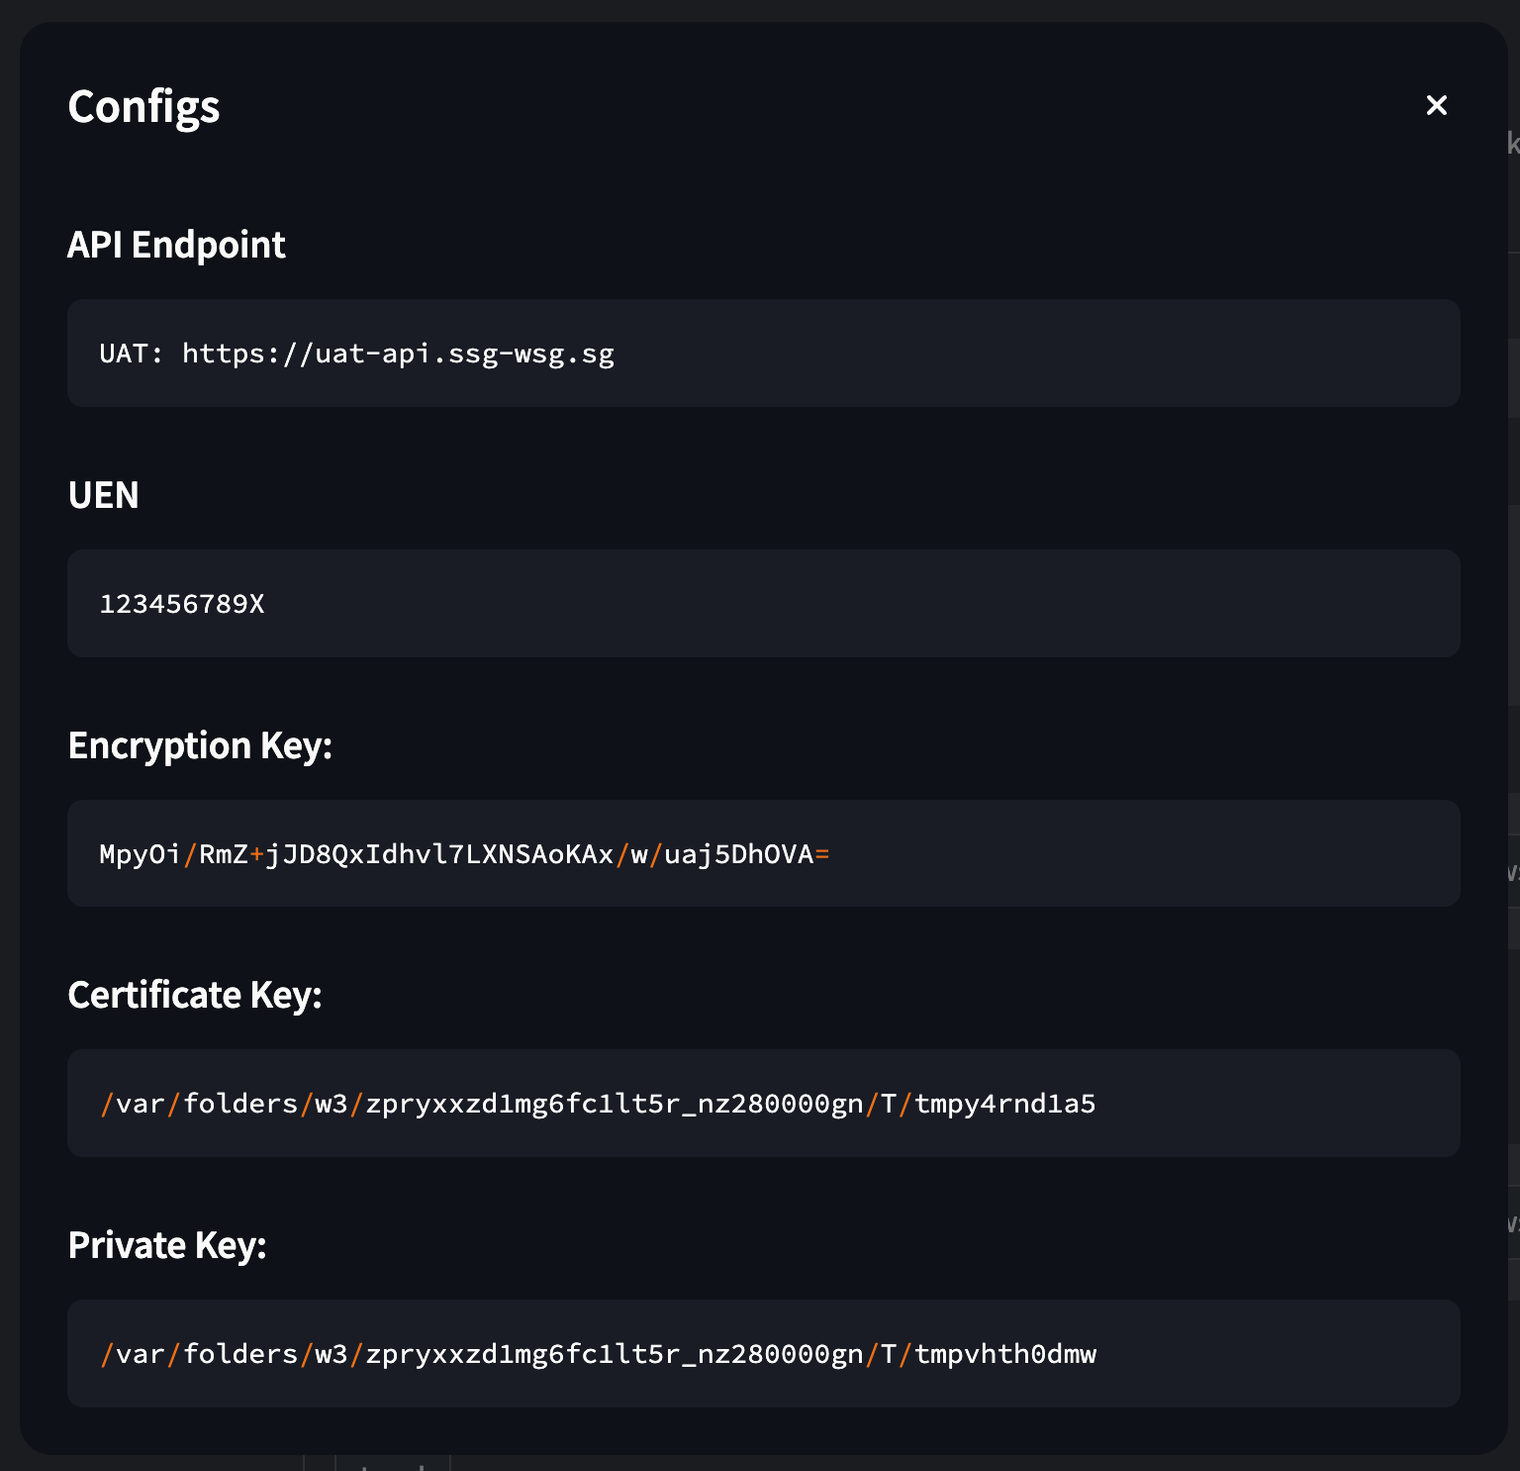 Configs
API Endpoint
UAT: https://uat-api.ssg-wsg.sg
UEN
123456789X
Encryption Key:
MpyOi/RmZ+jJD8QxIdhvl7LXNSAoKAx/w/uaj5DhOVA=
Certificate Key:
/var/folders/w3/zpryxxzd1mg6fc1lt5r_nz280000gn/T/tmpy4rnd1a5
Private Key:
/var/folders/w3/zpryxxzd1mg6fc1lt5r_nz280000gn/T/tmpvhth0dmw